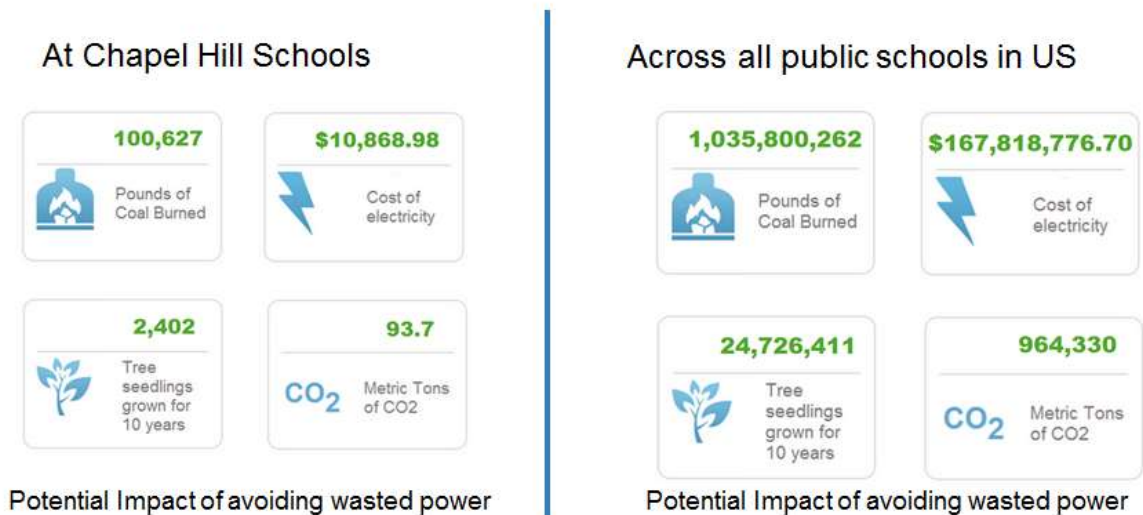 At Chapel Hill Schools
100,627
Pounds of
Coal Burned
$10,868.98
Cost of
electricity
2,402
Tree
seedlings
grown for
10 years
93.7
CO2
Metric Tons
of CO2
Potential Impact of avoiding wasted power
Across all public schools in US
1,035,800,262
Pounds of
Coal Burned
$167,818,776.70
Cost of
electricity
24,726,411
Tree
seedlings
grown for
10 years
964,330
CO2
Metric Tons
of CO2
Potential Impact of avoiding wasted power